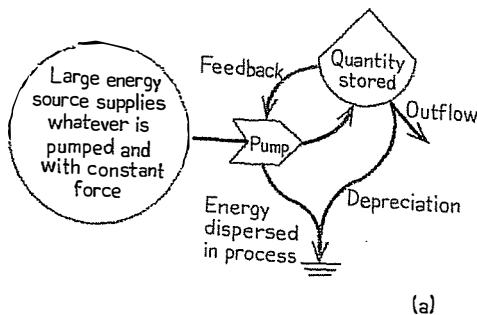 Large energy
source supplies
whatever is
pumped and
with constant
force
Feedback
Quantity
stored
Outflow
Pump
Energy
dispersed
in process
Depreciation
(a)